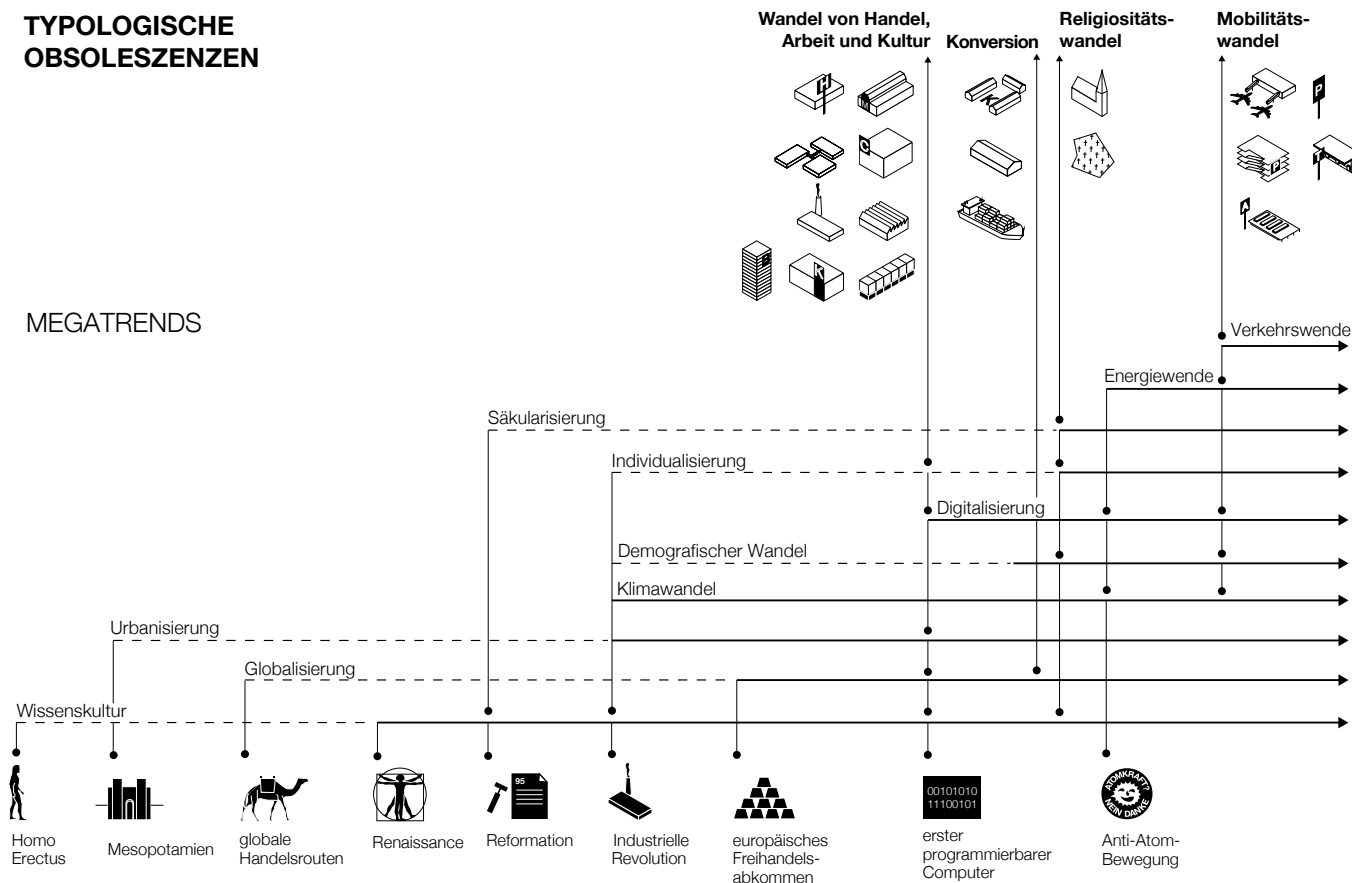 TYPOLOGISCHE
OBSOLESZENZEN
Wandel von Handel,
Arbeit und Kultur
Konversion
Religiositäts-
wandel
Mobilitäts-
wandel
H
M
K
P
C
P
T
A
B
K
MEGATRENDS
Verkehrswende
Energiewende
Säkularisierung
Individualisierung
Digitalisierung
Demografischer Wandel
Klimawandel
Urbanisierung
Globalisierung
Wissenskultur
95
00101010
11100101
ATOMKRAFT?
NEIN DANKE
Homo
Erectus
Mesopotamien
globale
Handelsrouten
Renaissance
Reformation
Industrielle
Revolution
europäisches
Freihandels-
abkommen
erster
programmierbarer
Computer
Anti-Atom-
Bewegung